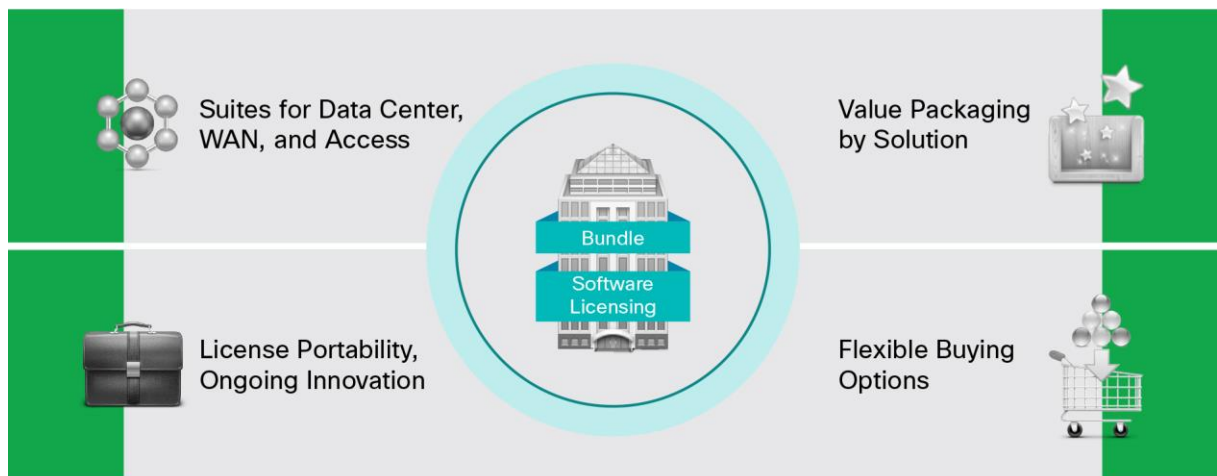 Suites for Data Center,
WAN, and Access
Value Packaging
by Solution
Bundle
Software
Licensing
License Portability,
Ongoing Innovation
Flexible Buying
Options